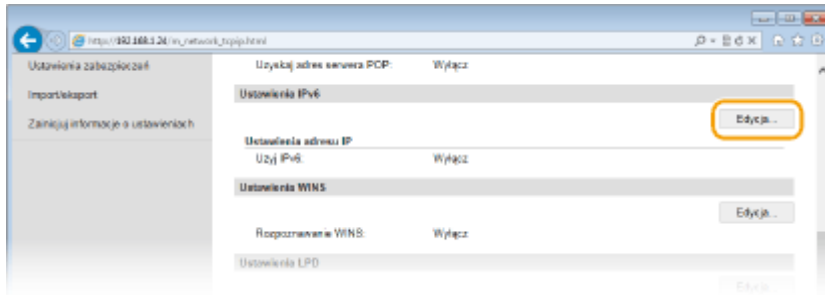 http://192.168.1.24/m_network_tcpip.html
Ustawienia zabezpieczeń
Uzyskaj adres serwera POP: Wyłącz
Import/eksport
Ustawienia IPv6
Zainicjuj informacje o ustawieniach
Edycja...
Ustawienia adresu IP
Użyj IPv6: Wyłącz
Ustawienia WINS
Edycja...
Rozpoznawanie WINS: Wyłącz
Ustawienia LPD
Edycja...